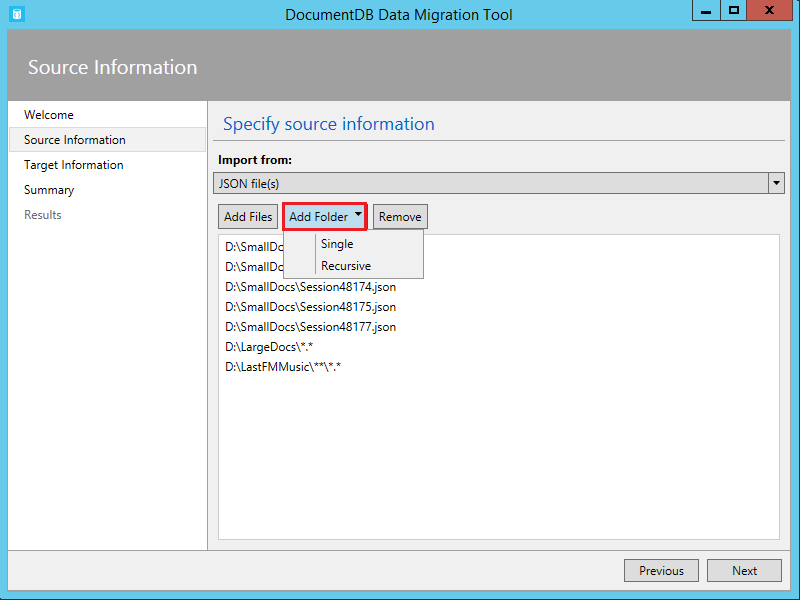 DocumentDB Data Migration Tool
Source Information
Welcome
Source Information
Target Information
Summary
Results
Specify source information
Import from:
JSON file(s)
Add Files Add Folder Remove
Single
Recursive
D:\SmallDoc
D:\SmallDoc
D:\SmallDocs\Session48174.json
D:\SmallDocs\Session48175.json
D:\SmallDocs\Session48177.json
D:\LargeDocs\*.*
D:\LastFMMusic\**\*.*
Previous Next